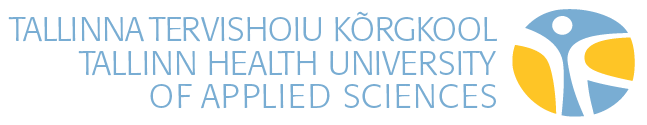 TALLINNA TERVISHOIU KÕRGKOOL
TALLINN HEALTH UNIVERSITY
OF APPLIED SCIENCES